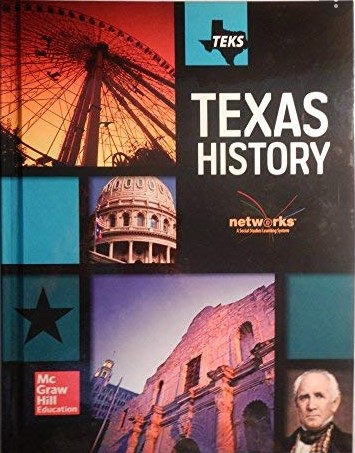 TEKS
TEXAS
HISTORY
networks
A Social Studies Learning System
Mc
Graw
Hill
Education